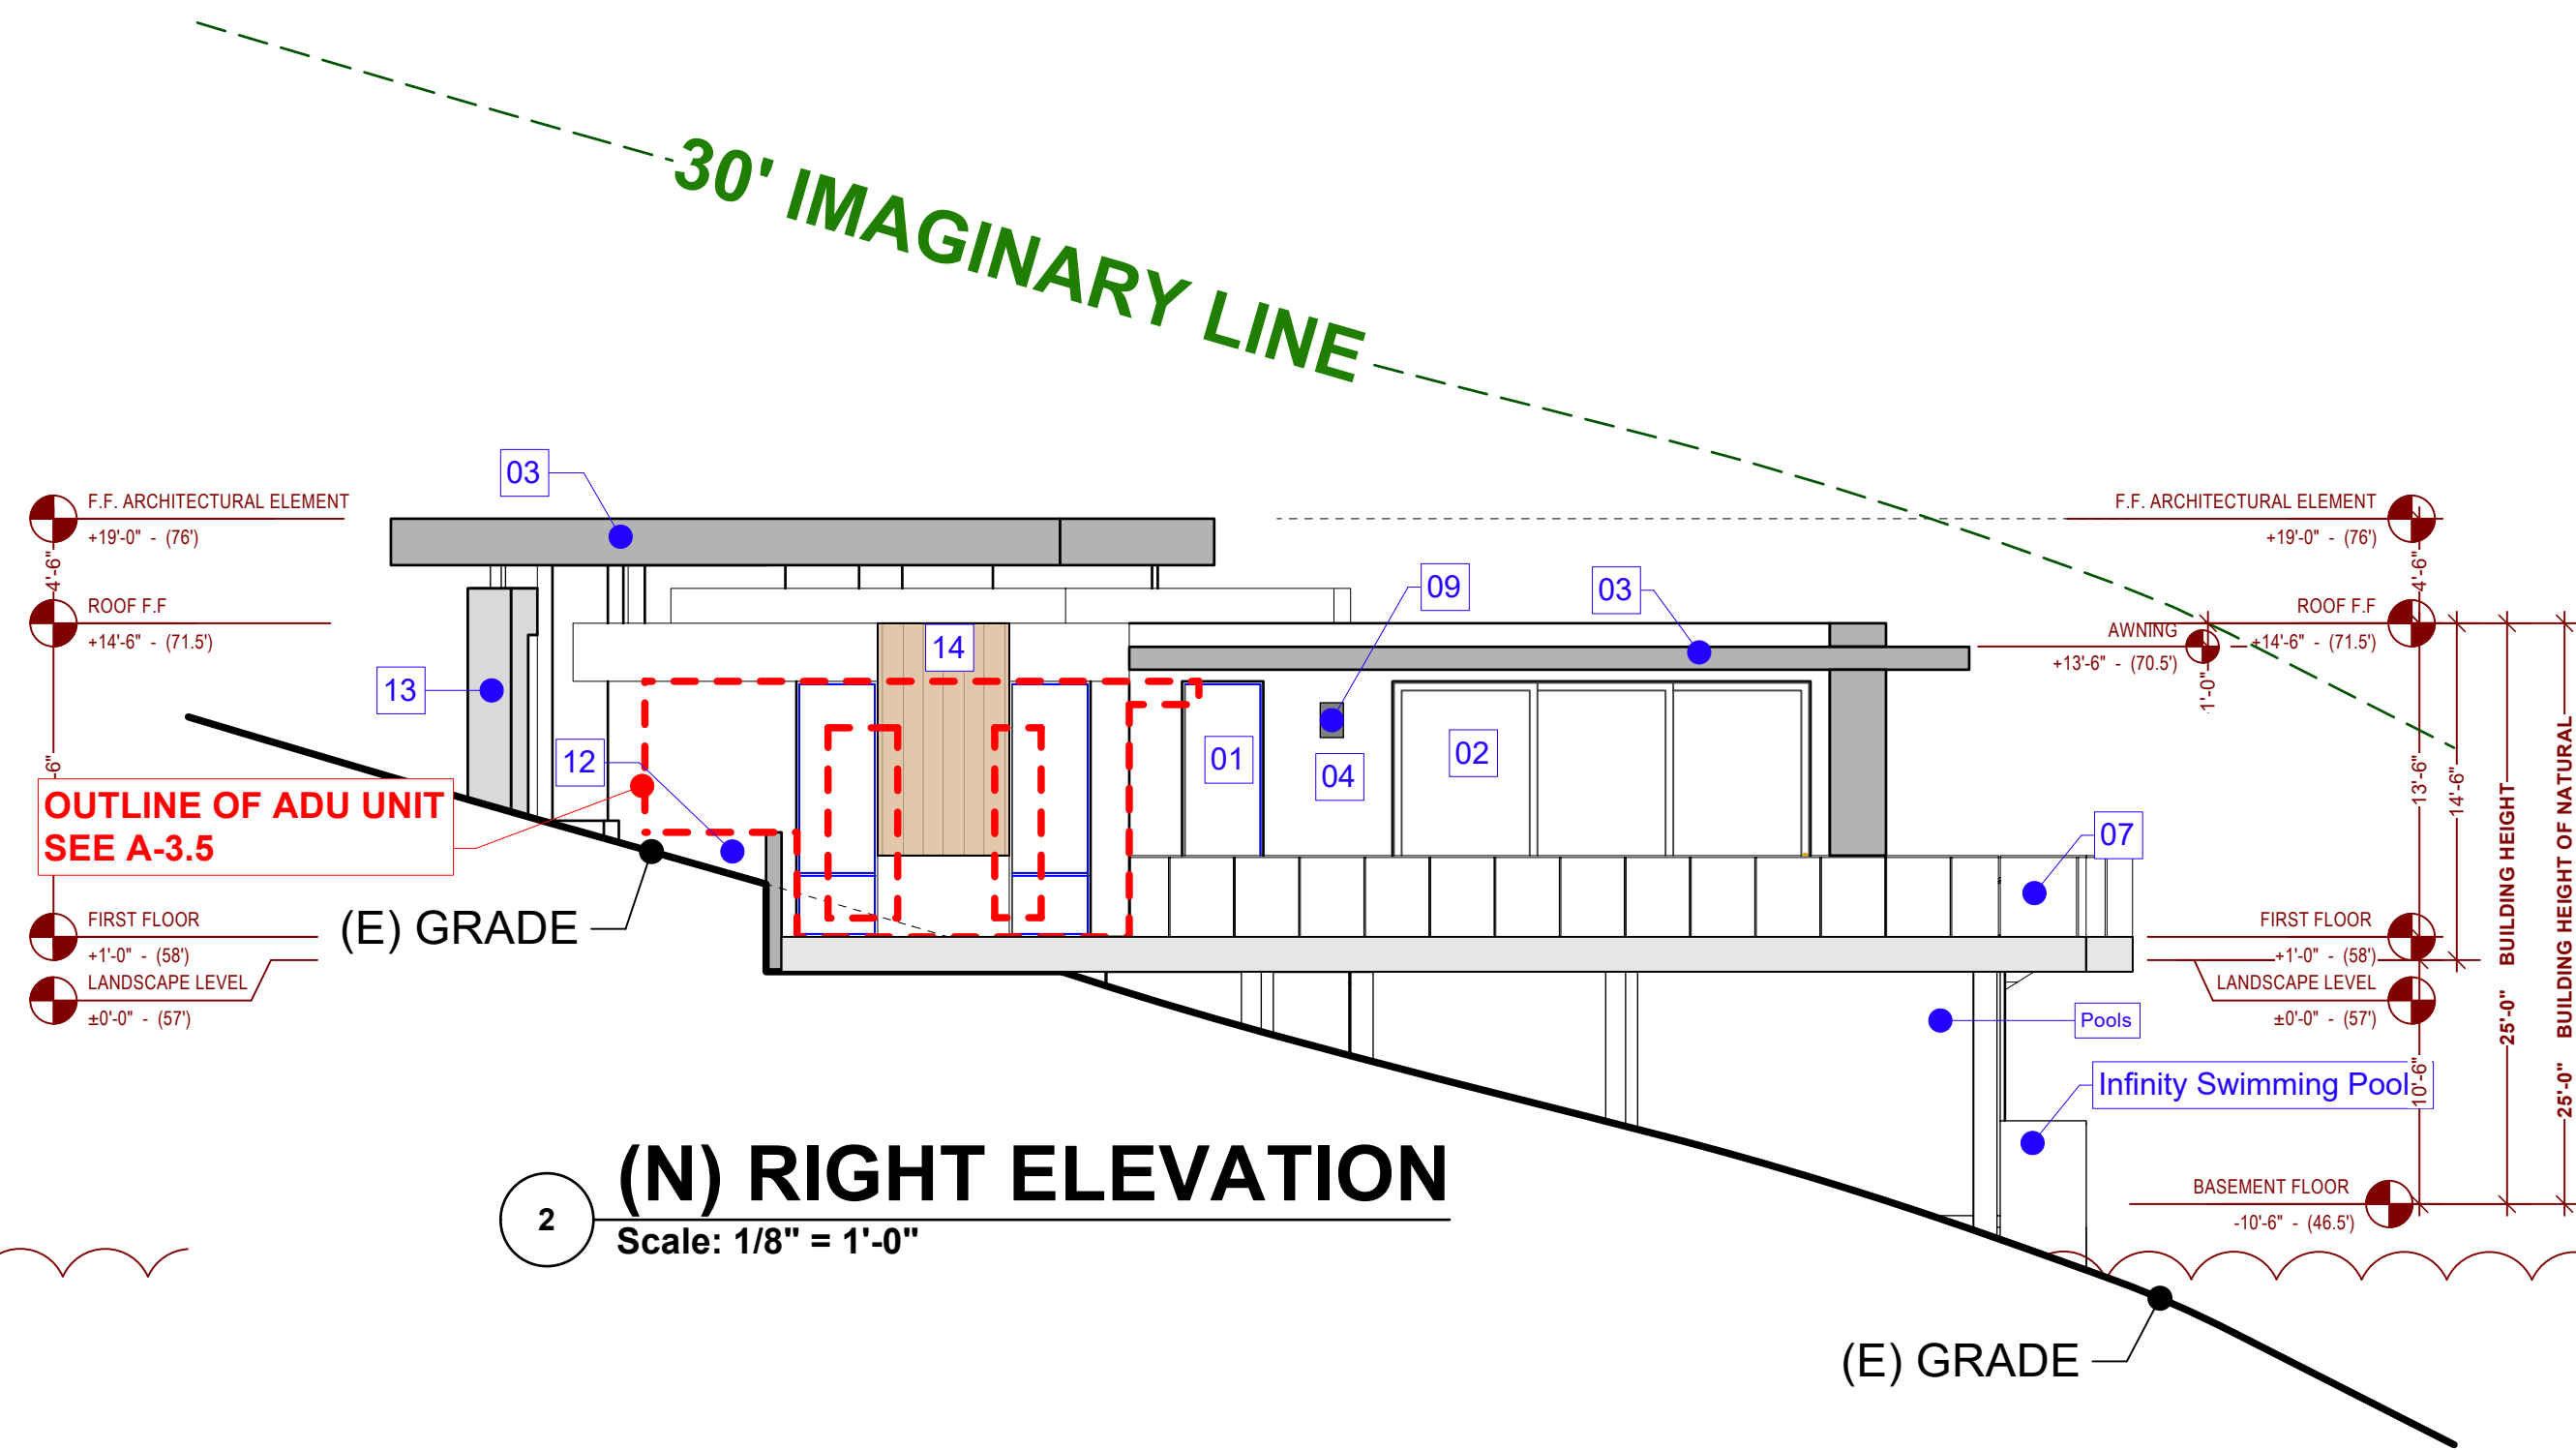 30' IMAGINARY LINE
03
F.F. ARCHITECTURAL ELEMENT
+19'-0" - (76')
4'-6"
ROOF F.F
+14'-6" - (71.5')
13
14
12
OUTLINE OF ADU UNIT
SEE A-3.5
(E) GRADE
FIRST FLOOR
+1'-0" - (58')
LANDSCAPE LEVEL
±0'-0" - (57')
09
03
01
04
02
07
F.F. ARCHITECTURAL ELEMENT
+19'-0" - (76')
4'-6"
ROOF F.F
+14'-6" - (71.5')
AWNING
+13'-6" - (70.5')
1'-0"
13'-6"
14'-6"
FIRST FLOOR
+1'-0" - (58')
LANDSCAPE LEVEL
±0'-0" - (57')
25'-0" BUILDING HEIGHT
25'-0" BUILDING HEIGHT OF NATURAL
Pools
Infinity Swimming Pool
10'-6"
BASEMENT FLOOR
-10'-6" - (46.5')
2
(N) RIGHT ELEVATION
Scale: 1/8" = 1'-0"
(E) GRADE